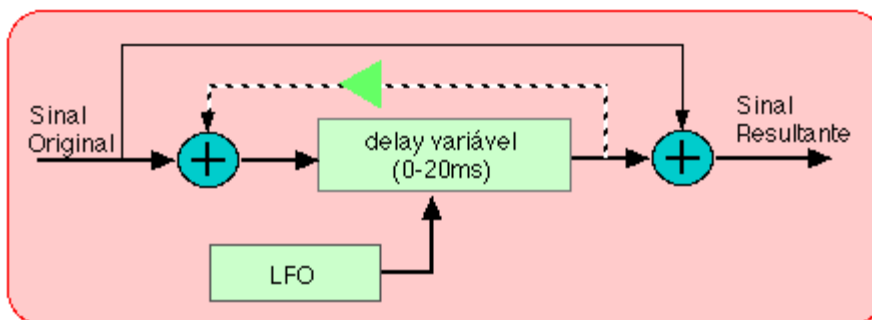 Sinal
Original
delay variável
(0-20ms)
Sinal
Resultante
LFO